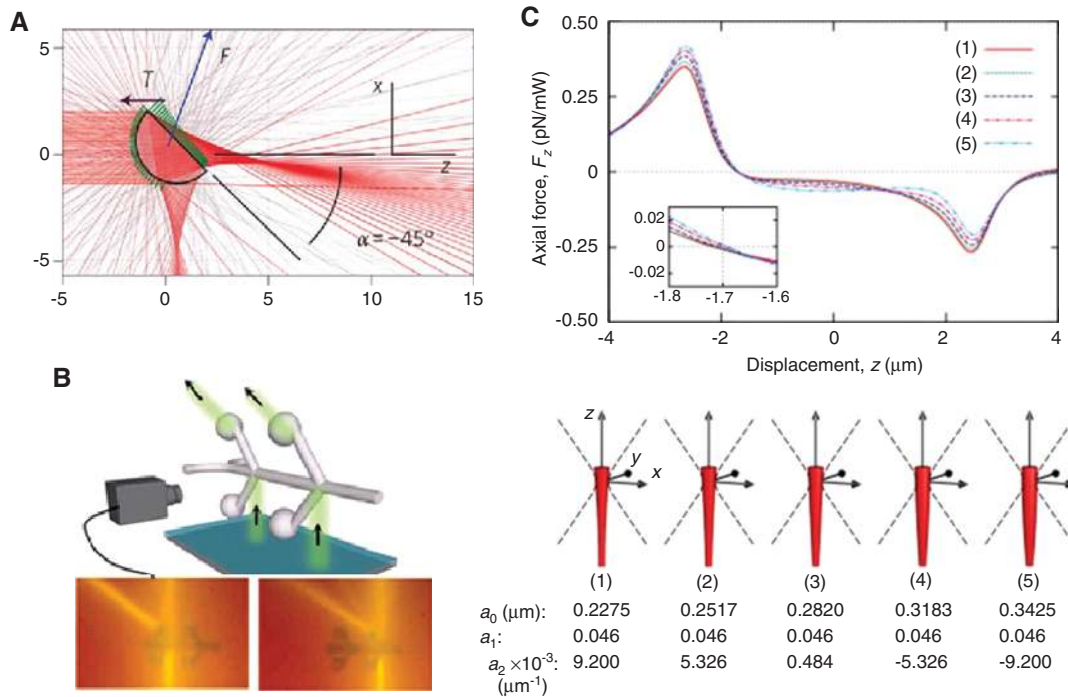 A
5
0
-5
T
F
x
z
α = -45°
-5
0
5
10
15
B
C
0.50
0.25
0
-0.25
-0.50
Axial force, Fz (pN/mW)
(1)
(2)
(3)
(4)
(5)
0.02
0
-0.02
-1.8
-1.7
-1.6
-4
-2
0
2
4
Displacement, z (μm)
z
y
x
(1) (2) (3) (4) (5)
a0 (μm): 0.2275 0.2517 0.2820 0.3183 0.3425
a1: 0.046 0.046 0.046 0.046 0.046
a2 ×10-3: 9.200 5.326 0.484 -5.326 -9.200
(μm-1)